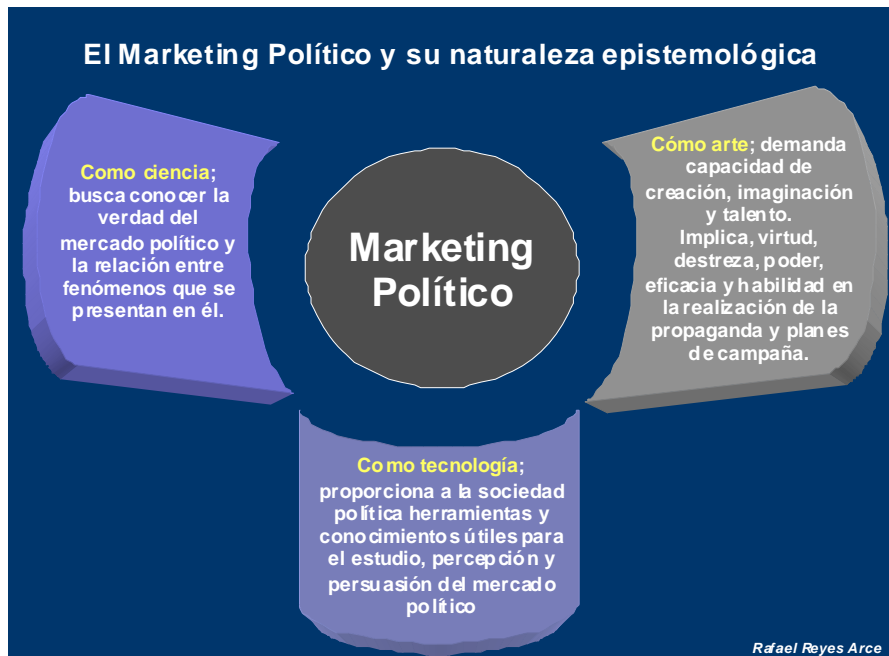 El Marketing Político y su naturaleza epistemológica
Como ciencia;
busca conocer la
verdad del
mercado político y
la relación entre
fenómenos que se
presentan en él.
Marketing
Político
Cómo arte; demanda
capacidad de
creación, imaginación
y talento.
Implica, virtud,
destreza, poder,
eficacia y habilidad en
la realización de la
propaganda y planes
de campaña.
Como tecnología;
proporciona a la sociedad
política herramientas y
conocimientos útiles para
el estudio, percepción y
persuasión del mercado
político
Rafael Reyes Arce